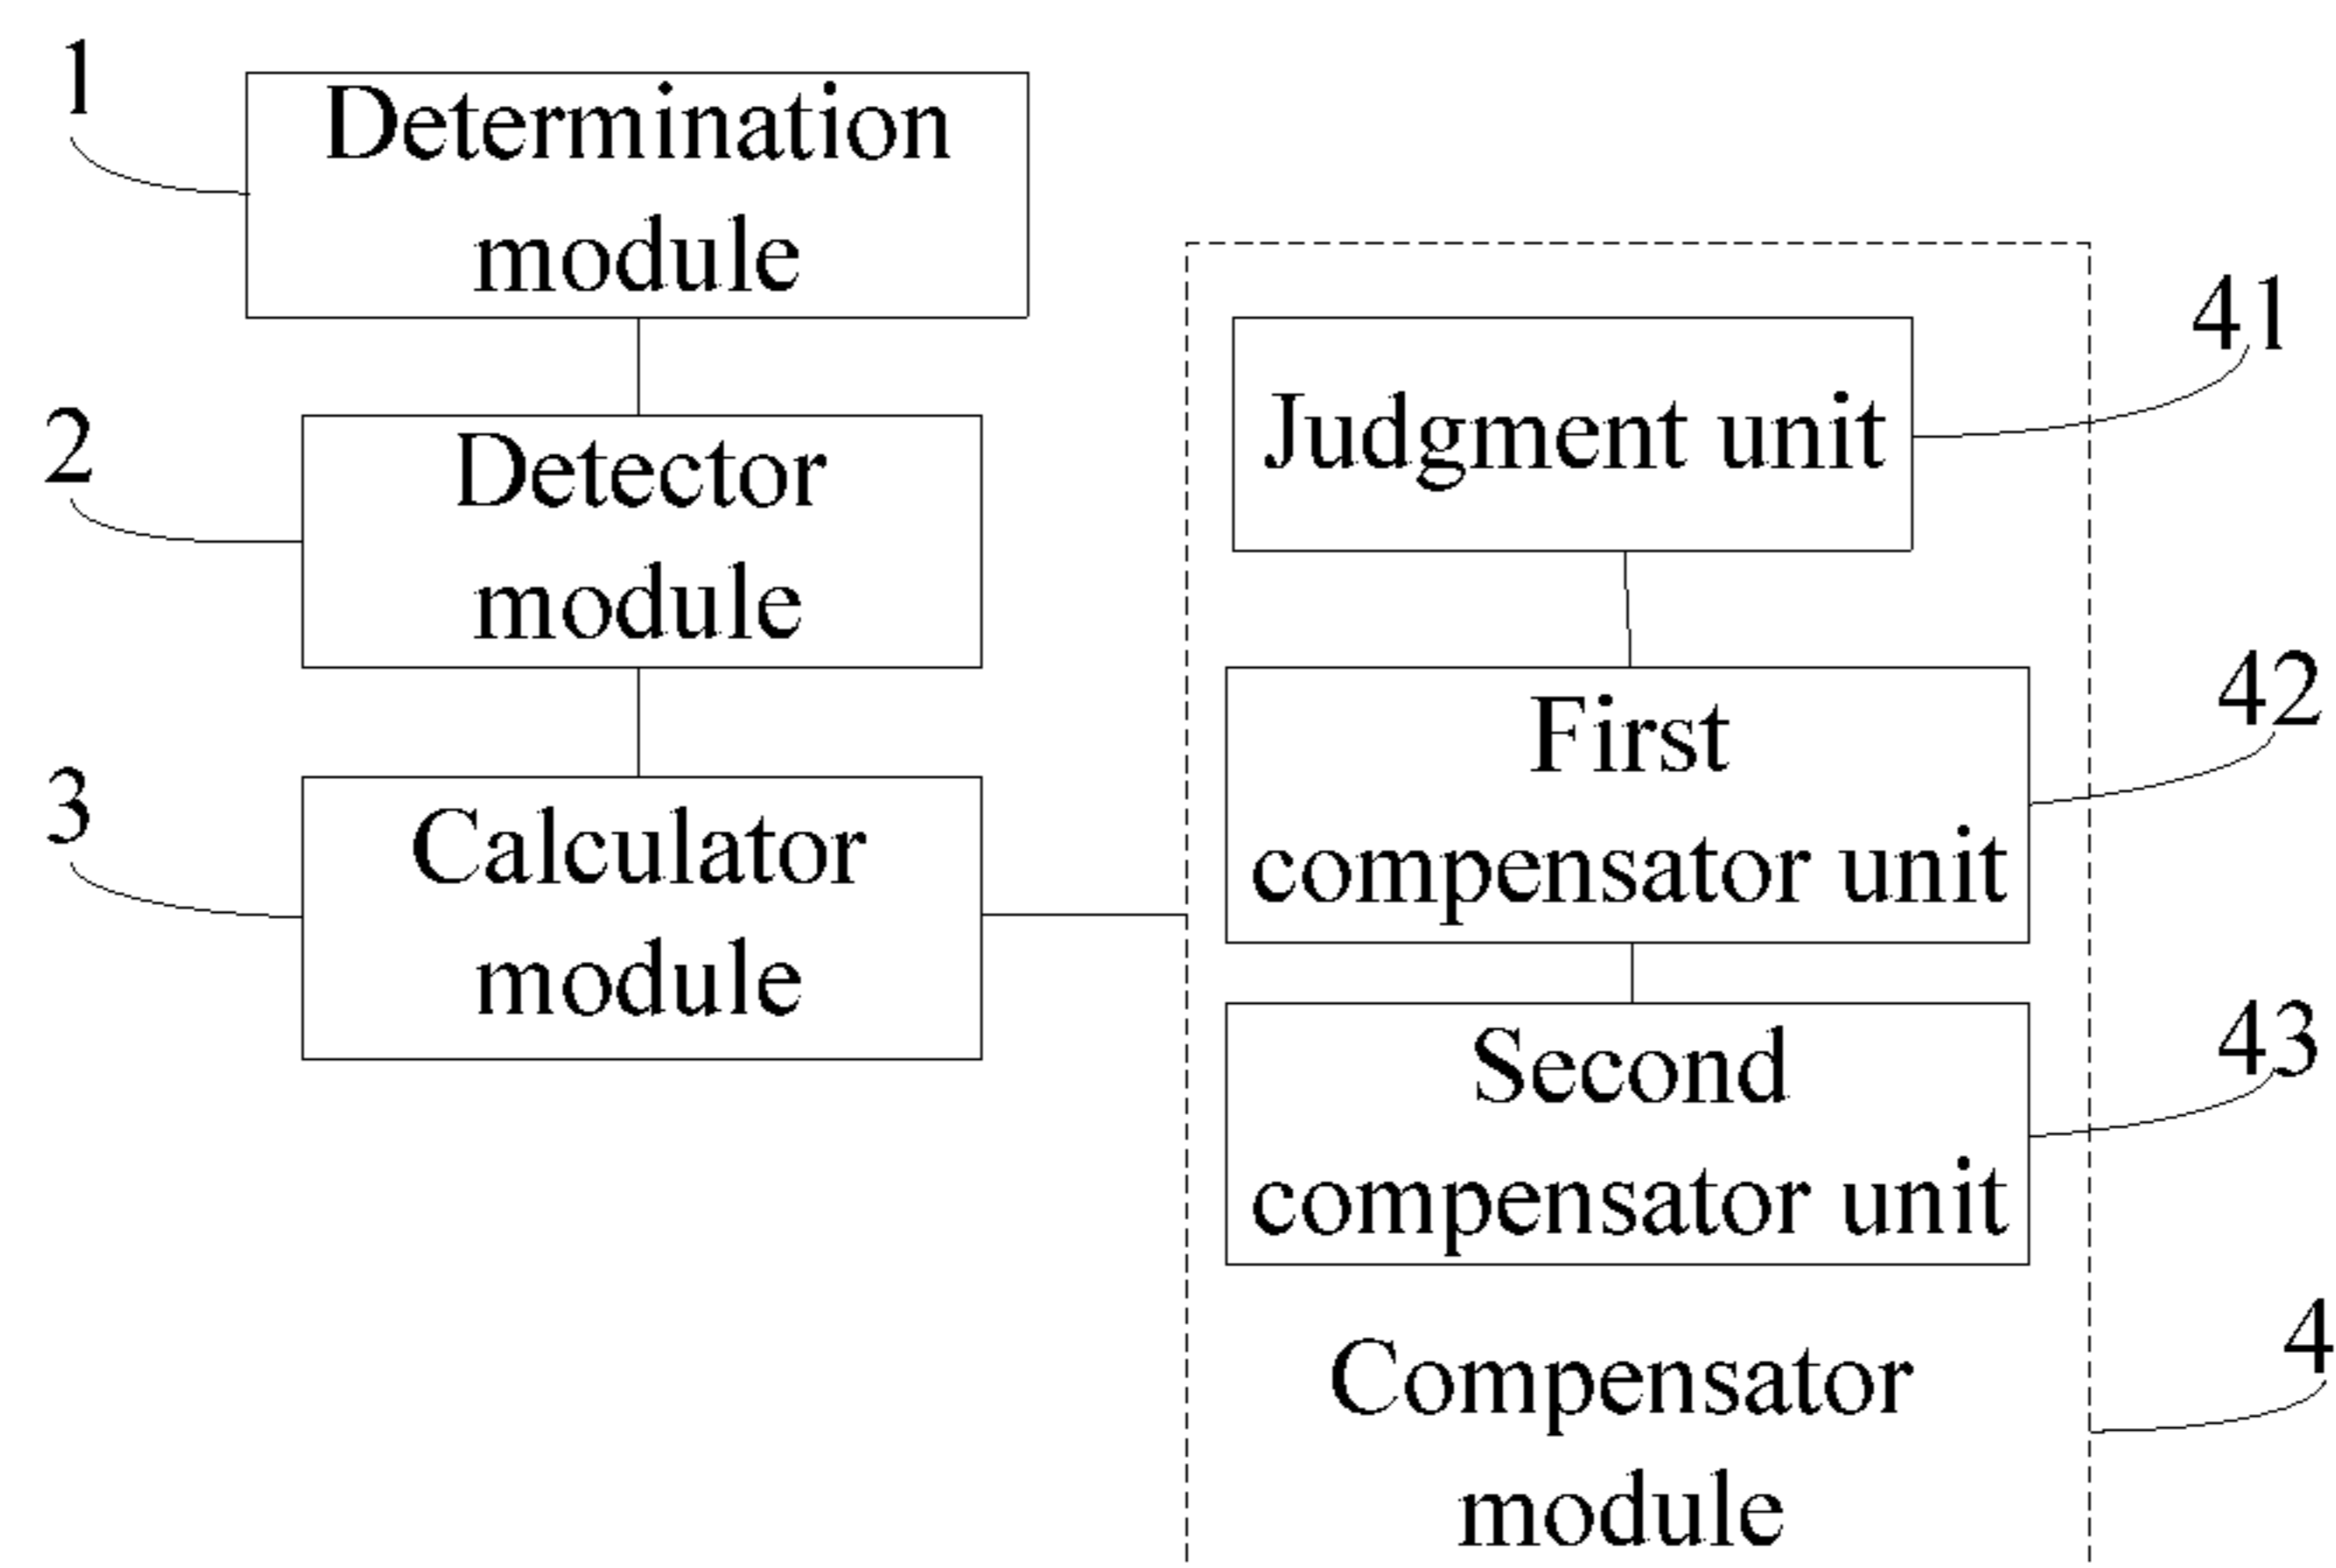 1
Determination
module
2
Detector
module
3
Calculator
module
41
Judgment unit
42
First
compensator unit
43
Second
compensator unit
4
Compensator
module